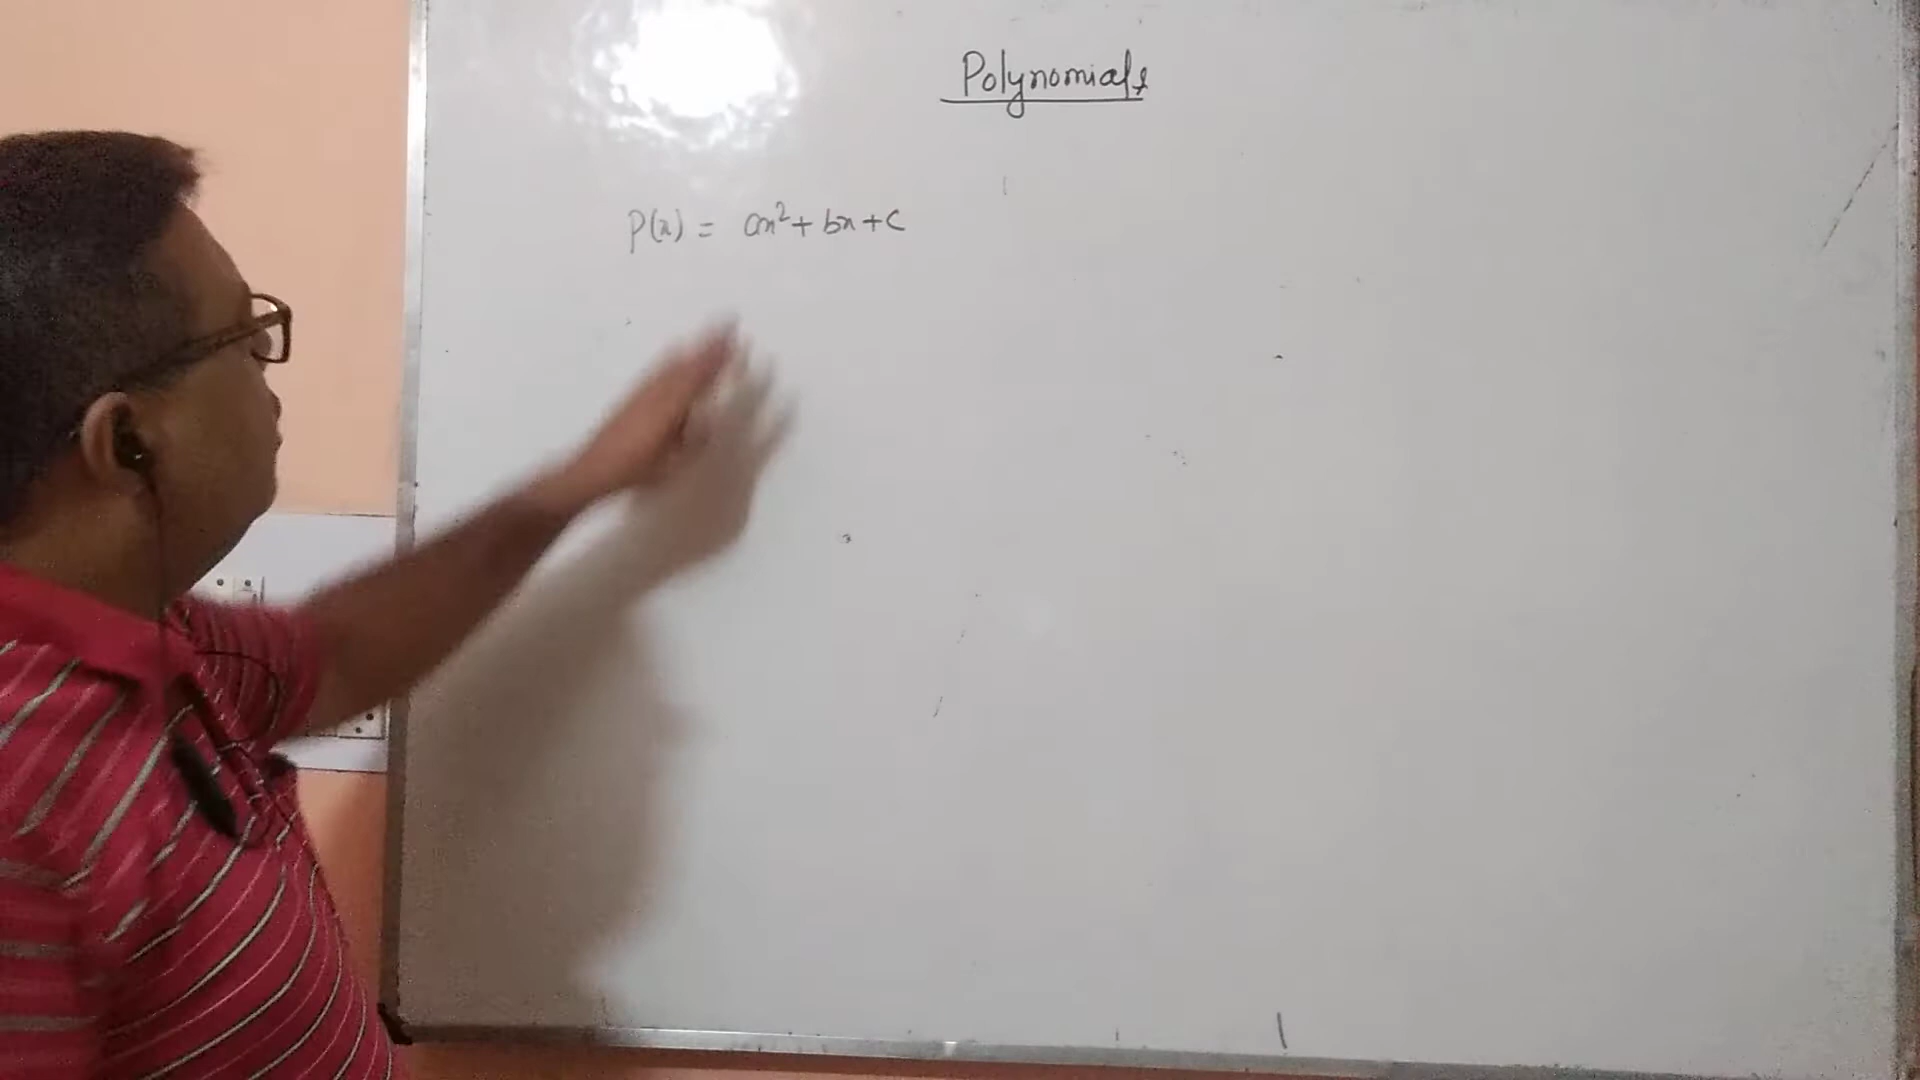 Polynomials
P(x) = ax² + bx + c